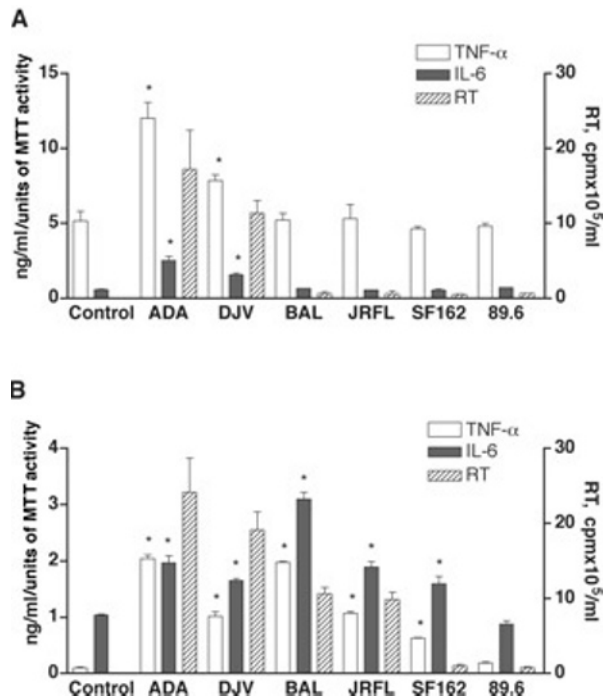 A
TNF-α
IL-6
RT
ng/ml/units of MTT activity
15
10
5
0
RT, cpmx10⁵/ml
30
20
10
0
* * * *
Control ADA DJV BAL JRFL SF162 89.6
B
TNF-α
IL-6
RT
ng/ml/units of MTT activity
4
3
2
1
0
RT, cpmx10⁵/ml
30
20
10
0
* * * * * * * * * *
Control ADA DJV BAL JRFL SF162 89.6